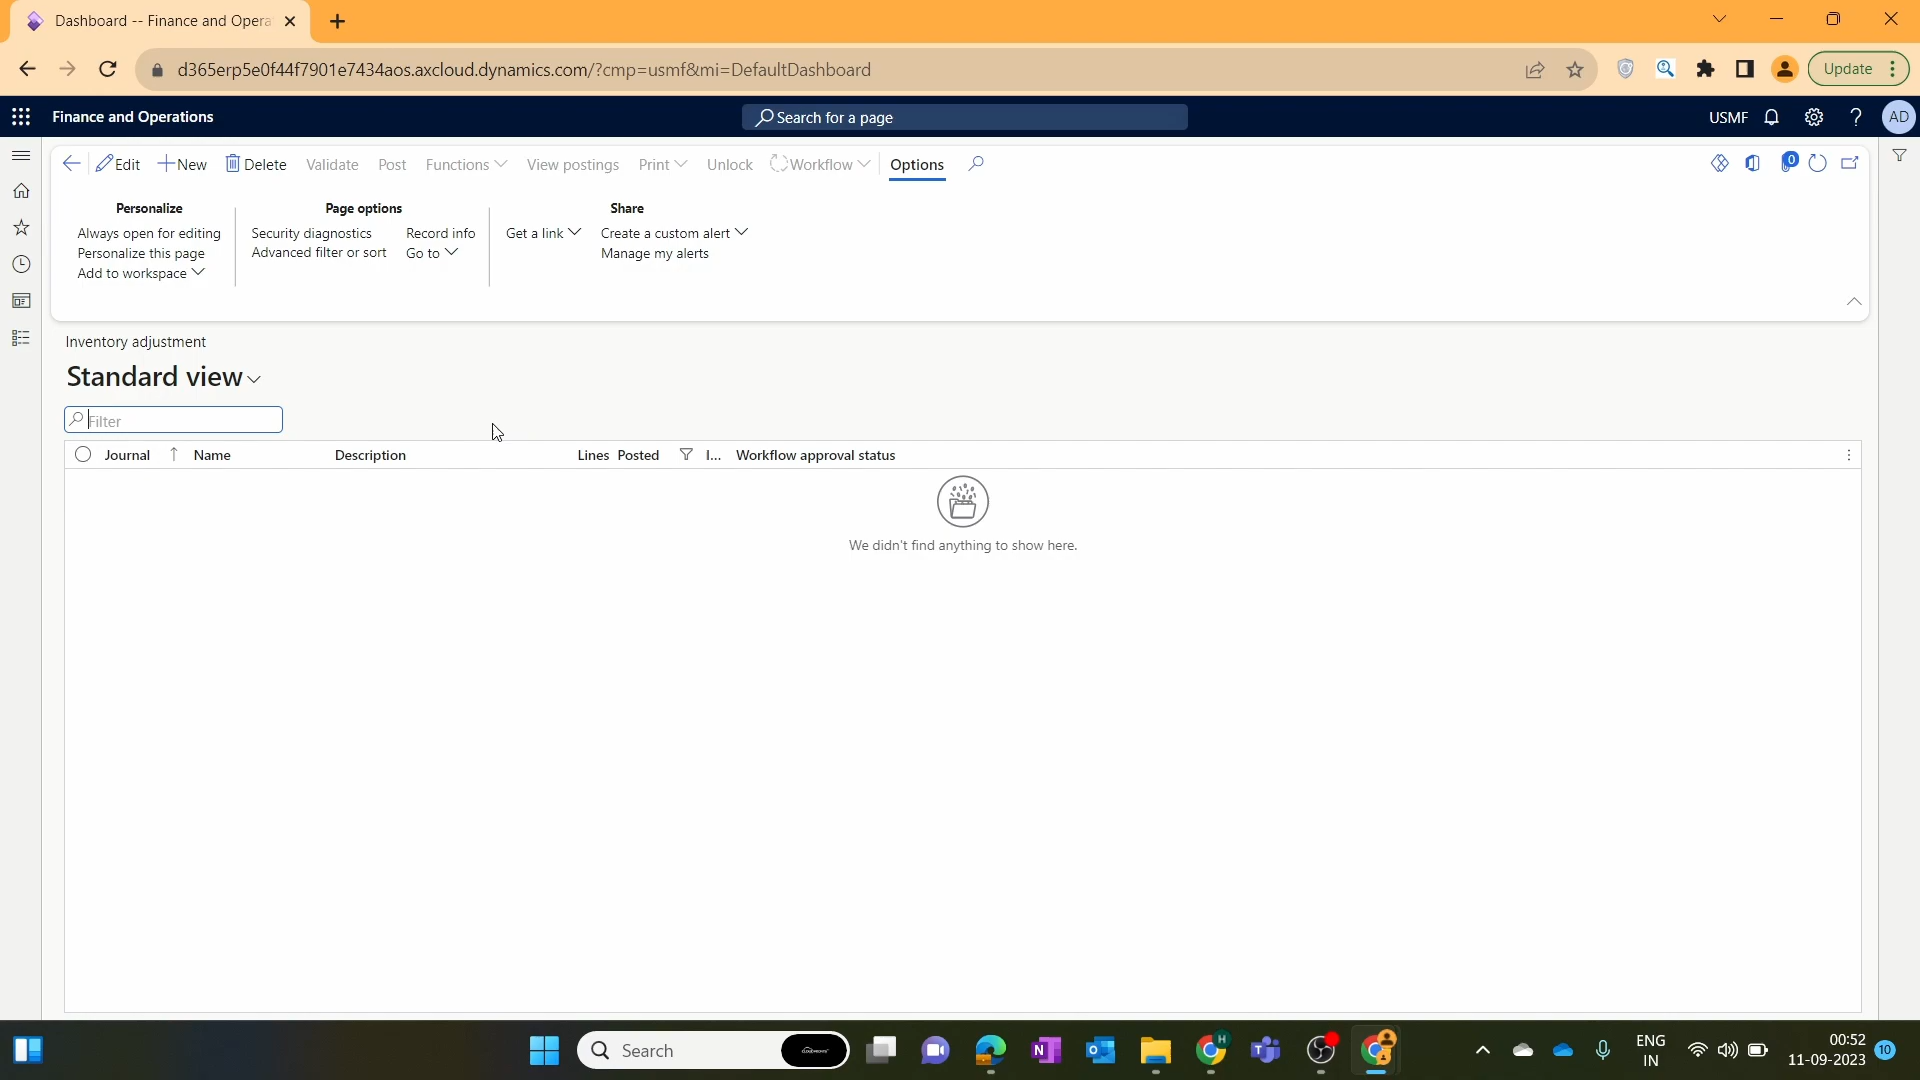 Dashboard -- Finance and Opera
d365erp5e0f44f7901e7434aos.axcloud.dynamics.com/?cmp=usmf&mi=DefaultDashboard
Update
Finance and Operations
Search for a page
USMF
AD
Edit New Delete Validate Post Functions View postings Print Unlock Workflow Options
0
Personalize
Always open for editing
Personalize this page
Add to workspace
Page options
Security diagnostics Record info
Advanced filter or sort Go to
Share
Get a link Create a custom alert
Manage my alerts
Inventory adjustment
Standard view
Filter
Journal Name Description Lines Posted I... Workflow approval status
We didn't find anything to show here.
Search
H
ENG
IN
00:52
11-09-2023
10